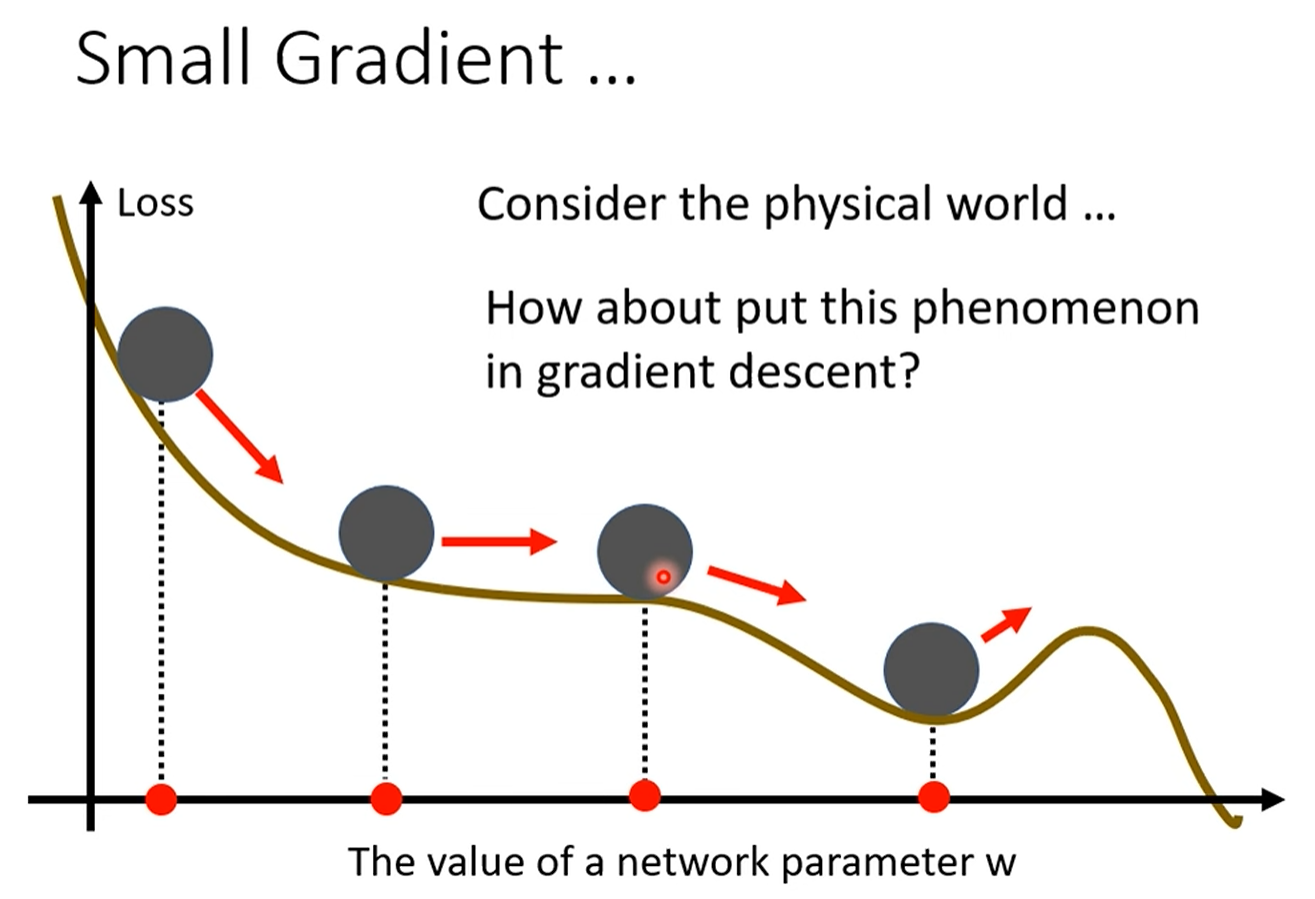 Small Gradient ...
Loss
Consider the physical world ...
How about put this phenomenon
in gradient descent?
The value of a network parameter w